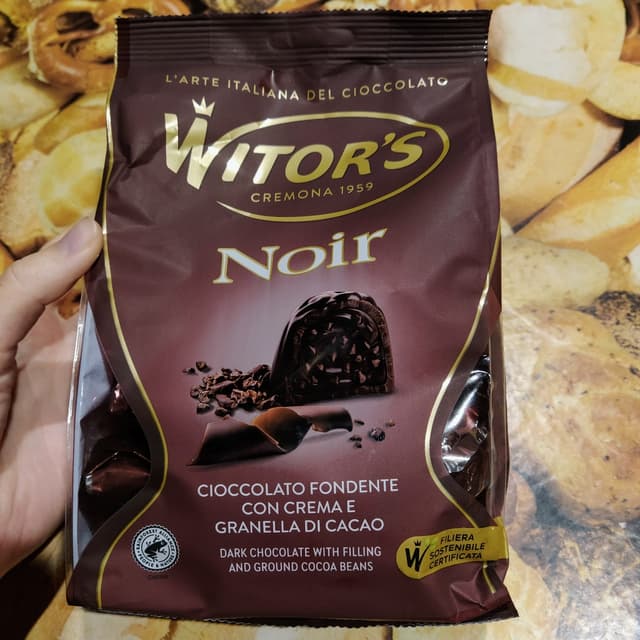 L'ARTE ITALIANA DEL CIOCCOLATO
WITOR'S
CREMONA 1959
Noir
CIOCCOLATO FONDENTE
CON CREMA E
GRANELLA DI CACAO
DARK CHOCOLATE WITH FILLING
AND GROUND COCOA BEANS
FILIERA
SOSTENIBILE
CERTIFICATA